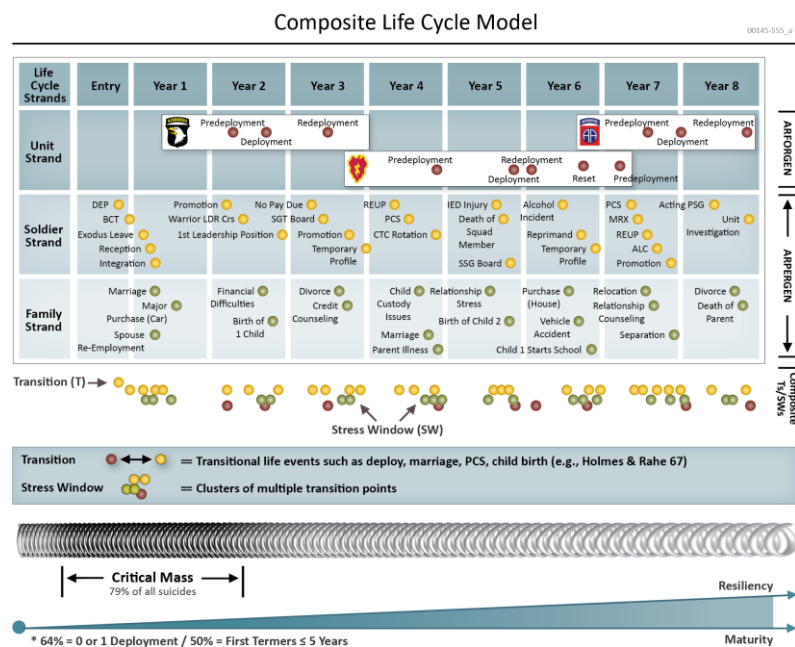 Composite Life Cycle Model
00145-555_a
Life Cycle Strands
Entry
Year 1
Year 2
Year 3
Year 4
Year 5
Year 6
Year 7
Year 8
Unit Strand
AIRBORNE
Predeployment
Deployment
Redeployment
Predeployment
Redeployment
Deployment
Reset
Predeployment
AIRBORNE
Predeployment
Deployment
Redeployment
ARFORGEN
Soldier Strand
DEP
BCT
Exodus Leave
Reception
Integration
Promotion
Warrior LDR Crs
1st Leadership Position
No Pay Due
SGT Board
Promotion
Temporary Profile
REUP
PCS
CTC Rotation
IED Injury
Death of Squad Member
SSG Board
Alcohol Incident
Reprimand
Temporary Profile
PCS
MRX
REUP
ALC
Promotion
Acting PSG
Unit Investigation
ARPERGEN
Family Strand
Marriage
Major Purchase (Car)
Spouse Re-Employment
Financial Difficulties
Birth of 1 Child
Divorce
Credit Counseling
Child Custody Issues
Marriage
Parent Illness
Relationship Stress
Birth of Child 2
Purchase (House)
Vehicle Accident
Child 1 Starts School
Relocation
Relationship Counseling
Separation
Divorce
Death of Parent
Transition (T)
Stress Window (SW)
Composite Ts/SWs
Transition = Transitional life events such as deploy, marriage, PCS, child birth (e.g., Holmes & Rahe 67)
Stress Window = Clusters of multiple transition points
Critical Mass
79% of all suicides
Resiliency
* 64% = 0 or 1 Deployment / 50% = First Termers ≤ 5 Years
Maturity